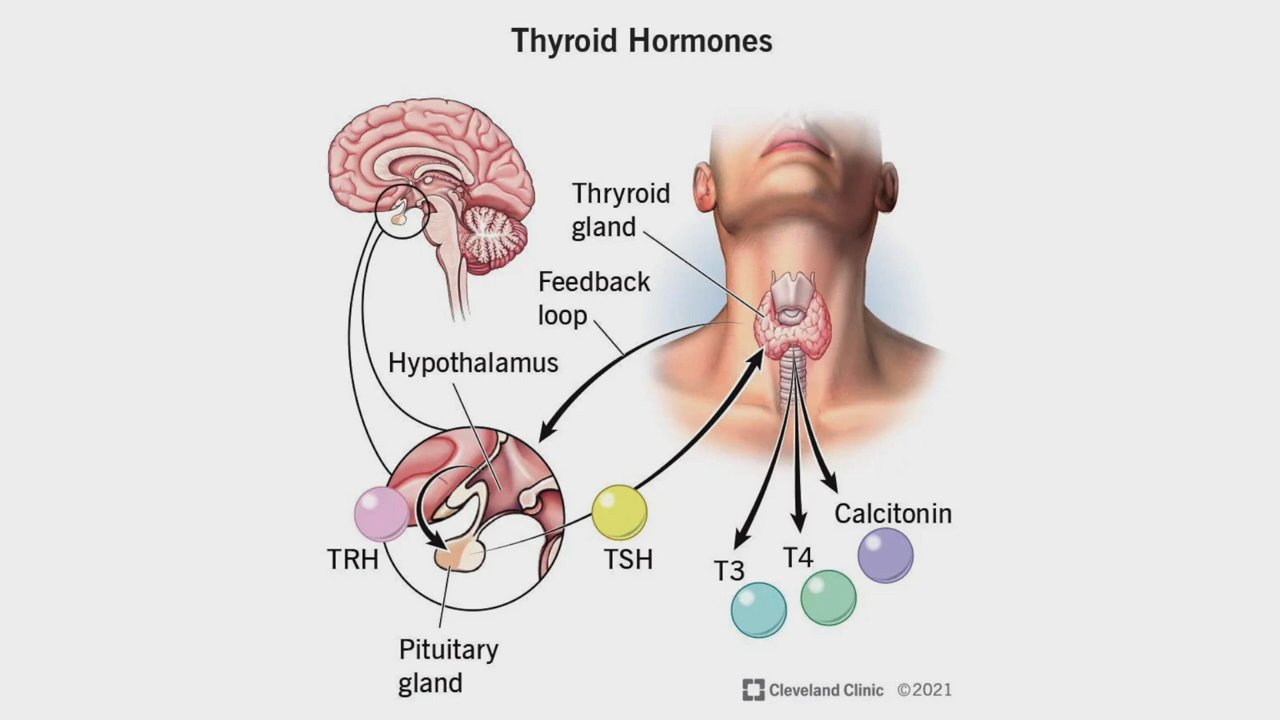 Thyroid Hormones
Thryroid
gland
Feedback
loop
Hypothalamus
TRH
TSH
Pituitary
gland
Calcitonin
T3
T4
Cleveland Clinic ©2021